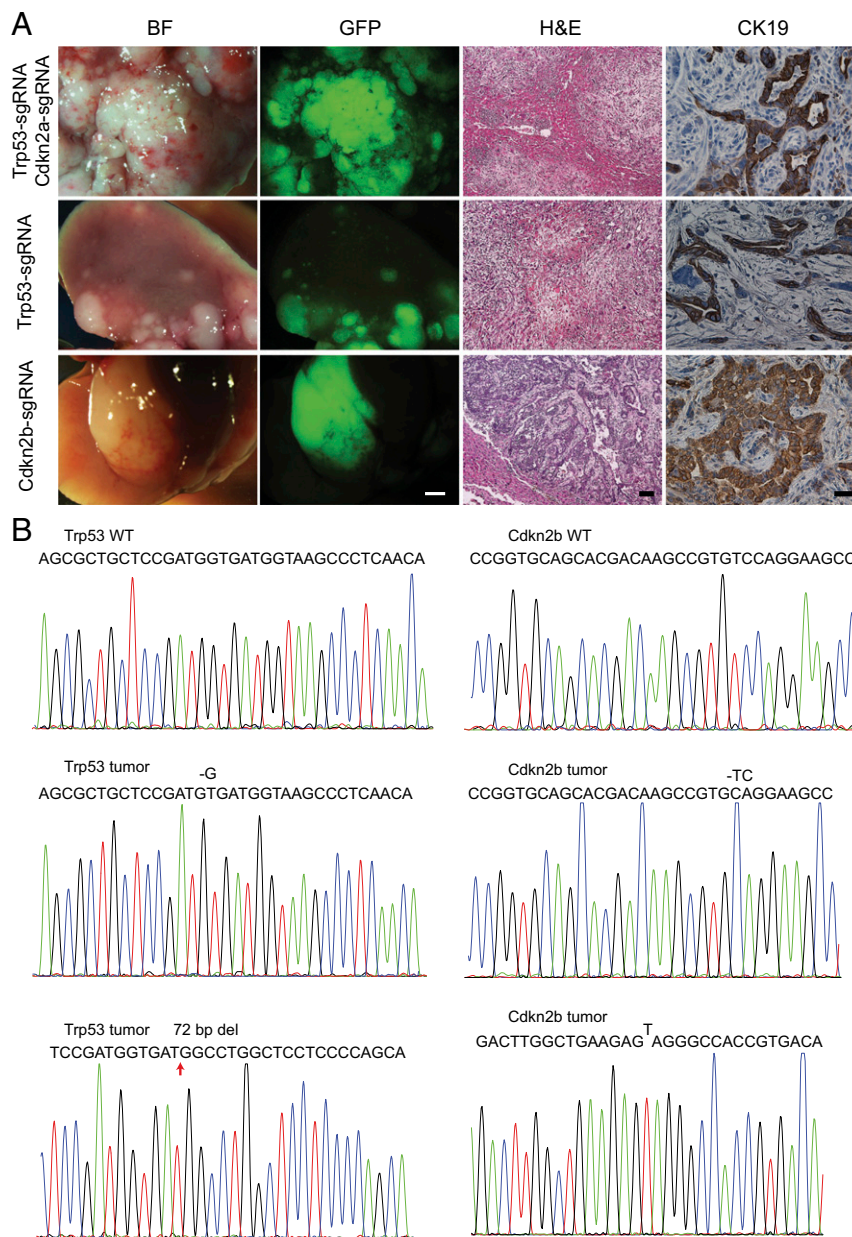 A
BF
GFP
H&E
CK19
Trp53-sgRNA
Cdkn2a-sgRNA
Trp53-sgRNA
Cdkn2b-sgRNA
B
Trp53 WT
AGCGCTGCTCCGATGGTGATGGTAAGCCCTCAACA
Cdkn2b WT
CCGGTGCAGCACGACAAGCCGTGTCCAGGAAGCC
Trp53 tumor
-G
AGCGCTGCTCCGATGTGATGGTAAGCCCTCAACA
Cdkn2b tumor
-TC
CCGGTGCAGCACGACAAGCCGTGCAGGAAGCC
Trp53 tumor 72 bp del
TCCGATGGTGATGGCCTGGCTCCTCCCCAGCA
Cdkn2b tumor
GACTTGGCTGAAGAGTAGGGCCACCGTGACA